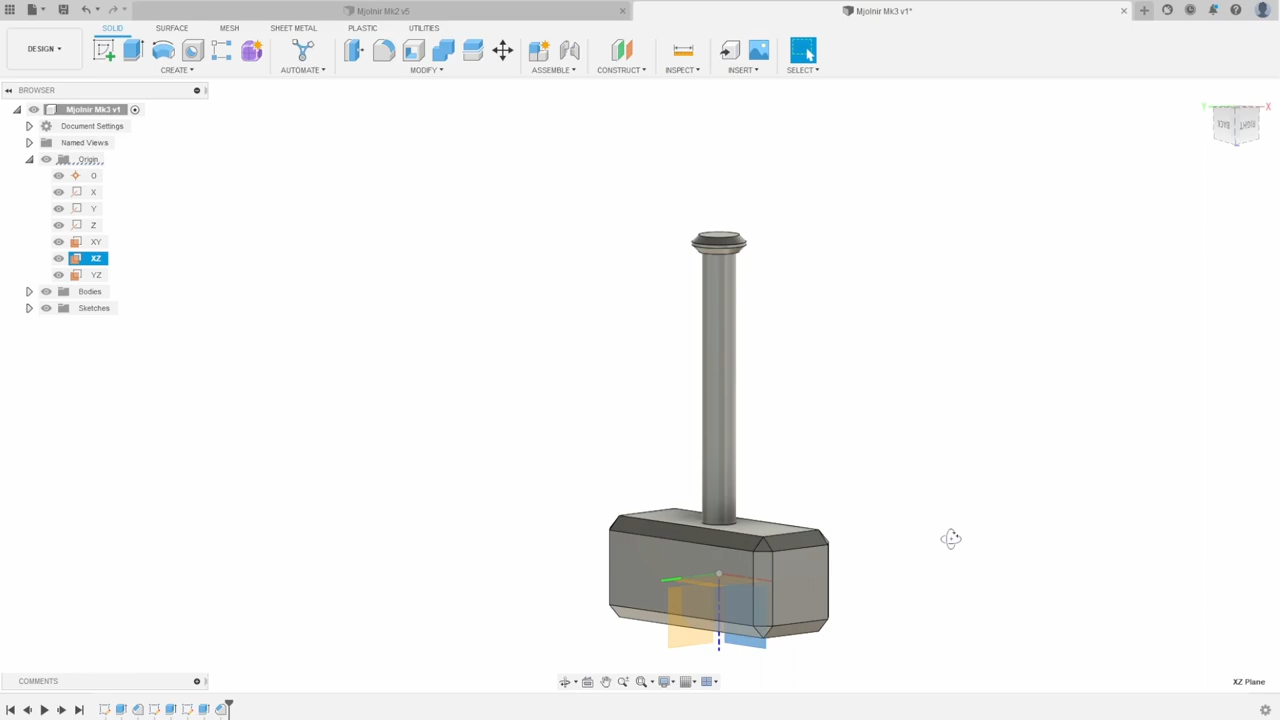 Mjolnir Mk2 v5
Mjolnir Mk3 v1*
SOLID
SURFACE
MESH
SHEET METAL
PLASTIC
UTILITIES
DESIGN
CREATE
AUTOMATE
MODIFY
ASSEMBLE
CONSTRUCT
INSPECT
INSERT
SELECT
BROWSER
Mjolnir Mk3 v1
Document Settings
Named Views
Origin
O
X
Y
Z
XY
XZ
YZ
Bodies
Sketches
Y
X
BACK
RIGHT
COMMENTS
XZ Plane